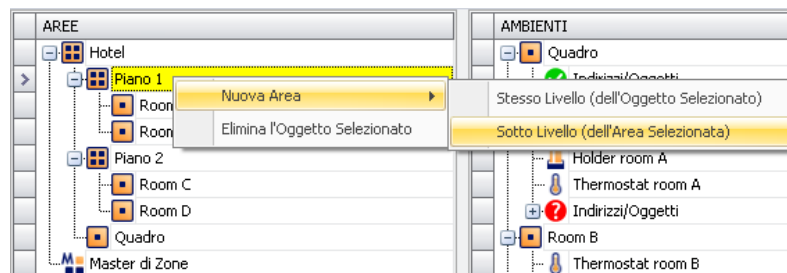 AREE
Hotel
Piano 1
Room
Room
Piano 2
Room C
Room D
Quadro
Master di Zone
Nuova Area
Elimina l'Oggetto Selezionato
Stesso Livello (dell'Oggetto Selezionato)
Sotto Livello (dell'Area Selezionata)
AMBIENTI
Quadro
Indirizzi/Oggetti
Holder room A
Thermostat room A
Indirizzi/Oggetti
Room B
Thermostat room B